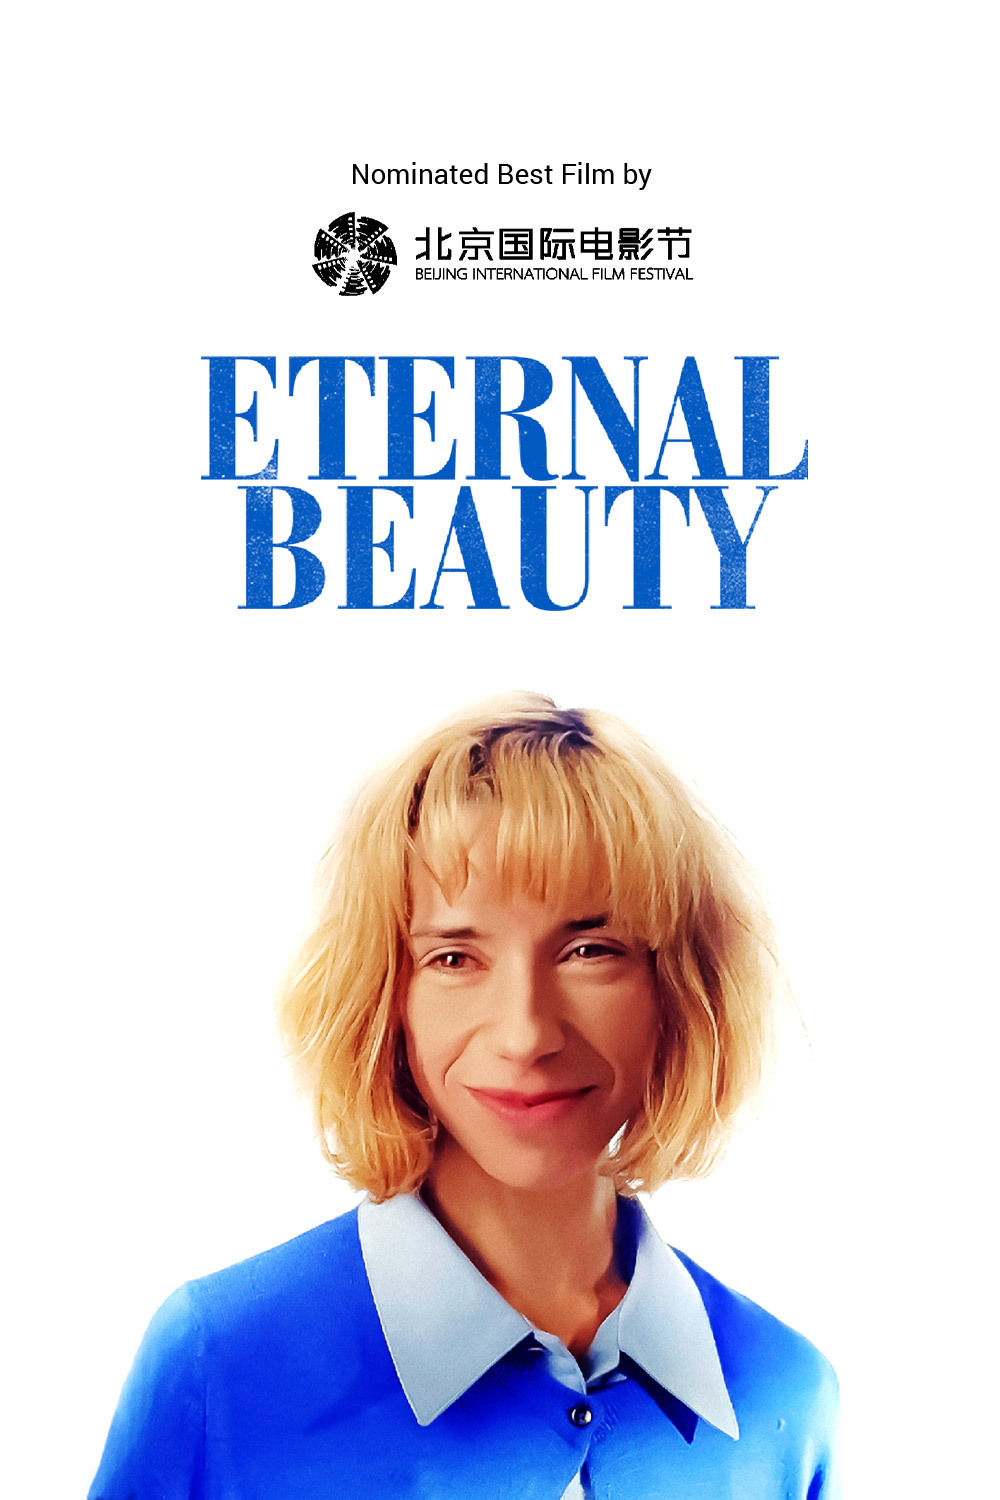 Nominated Best Film by
北京国际电影节
BEIJING INTERNATIONAL FILM FESTIVAL
ETERNAL
BEAUTY